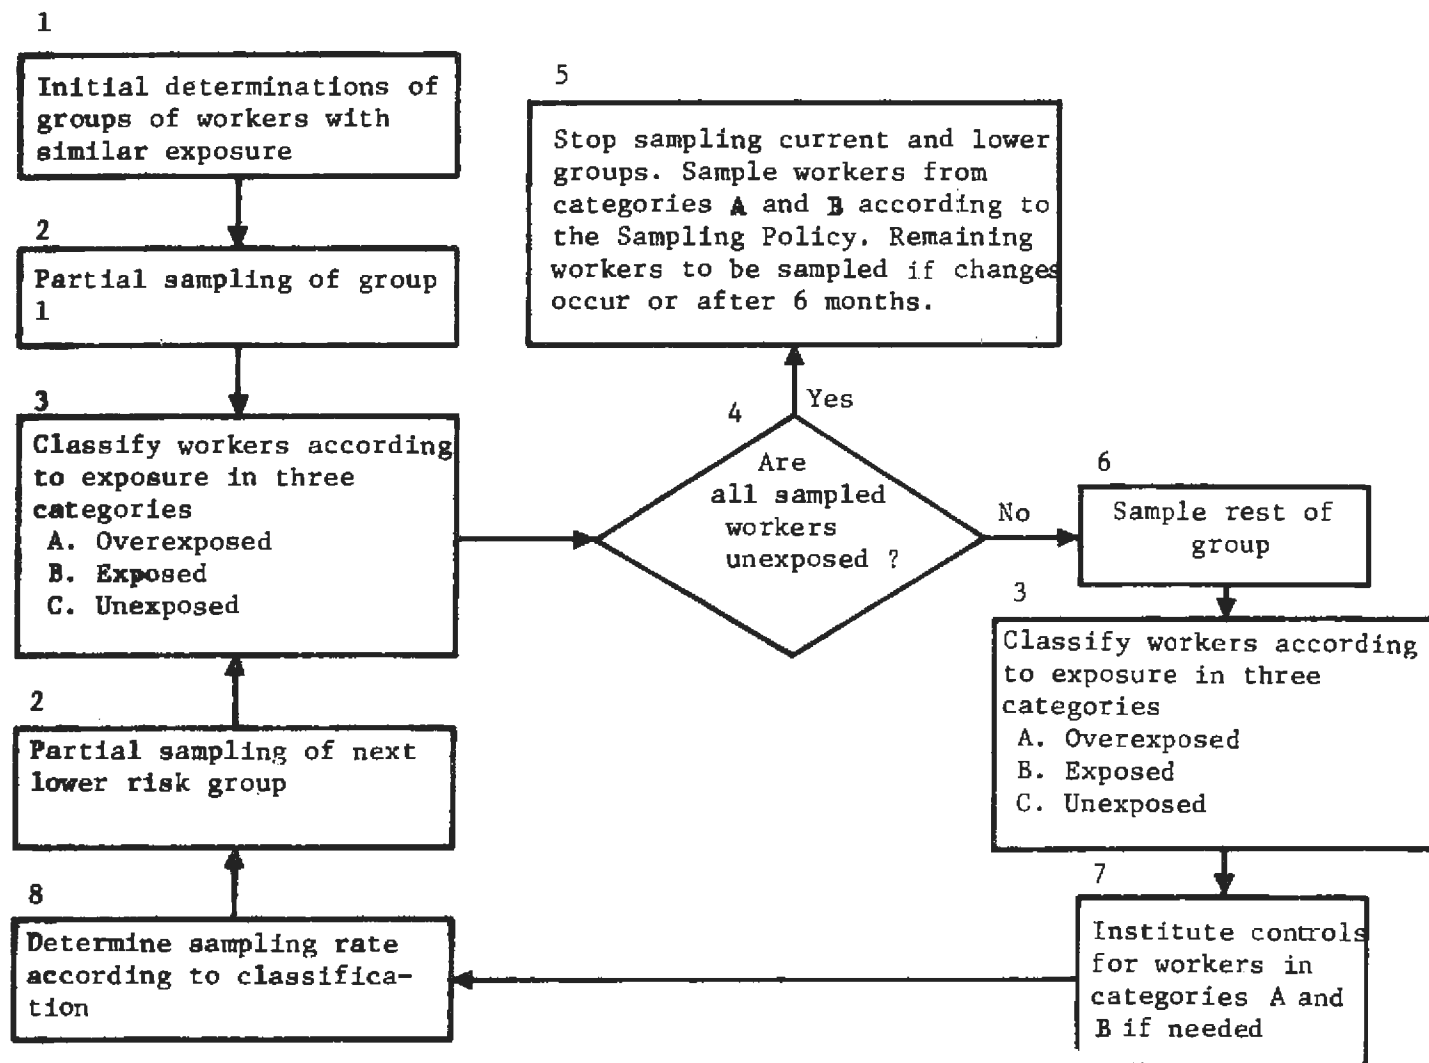 1
Initial determinations of
groups of workers with
similar exposure
2
Partial sampling of group
1
3
Classify workers according
to exposure in three
categories
A. Overexposed
B. Exposed
C. Unexposed
2
Partial sampling of next
lower risk group
8
Determine sampling rate
according to classifica-
tion
5
Stop sampling current and lower
groups. Sample workers from
categories A and B according to
the Sampling Policy. Remaining
workers to be sampled if changes
occur or after 6 months.
Yes
4
Are
all sampled
workers
unexposed ?
No
6
Sample rest of
group
3
Classify workers according
to exposure in three
categories
A. Overexposed
B. Exposed
C. Unexposed
7
Institute controls
for workers in
categories A and
B if needed